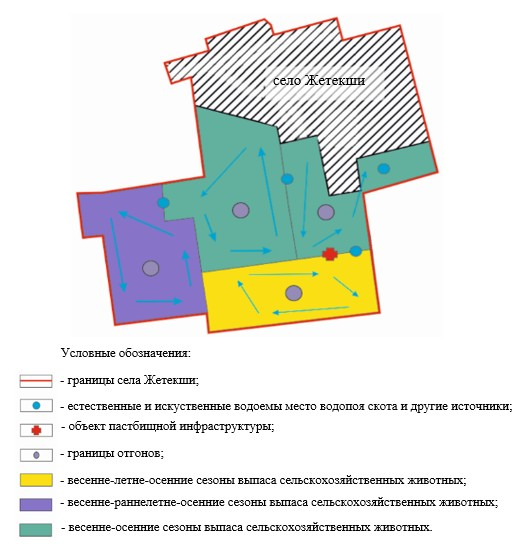 село Жетекши
Условные обозначения:
- границы села Жетекши;
- естественные и искуственные водоемы место водопоя скота и другие источники;
- объект пастбищной инфраструктуры;
- границы отгонов;
- весенне-летне-осенние сезоны выпаса сельскохозяйственных животных;
- весенне-раннелетне-осенние сезоны выпаса сельскохозяйственных животных;
- весенне-осенние сезоны выпаса сельскохозяйственных животных.